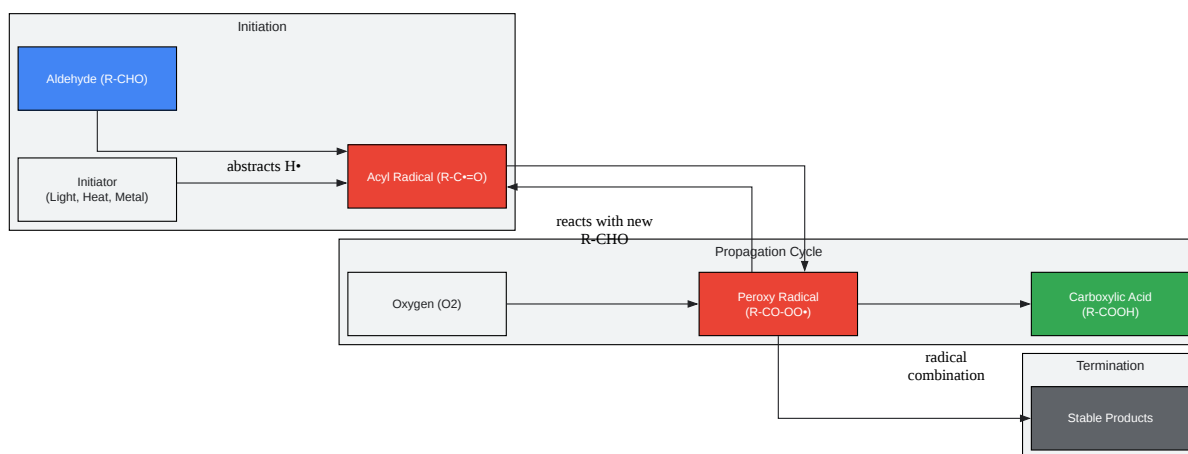 Initiation
Aldehyde (R-CHO)
Initiator
(Light, Heat, Metal)
abstracts H•
Acyl Radical (R-C•=O)
reacts with new
R-CHO
Propagation Cycle
Oxygen (O2)
Peroxy Radical
(R-CO-OO•)
Carboxylic Acid
(R-COOH)
radical
combination
Termination
Stable Products